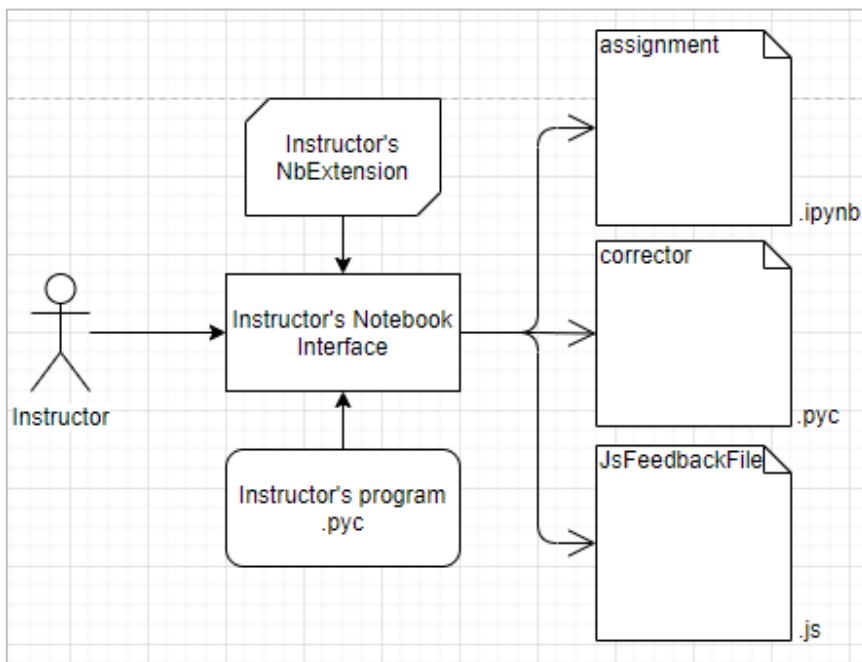 assignment
Instructor's
NbExtension
.ipynb
corrector
Instructor's Notebook
Interface
Instructor
.pyc
JsFeedbackFile
Instructor's program
.pyc
.js